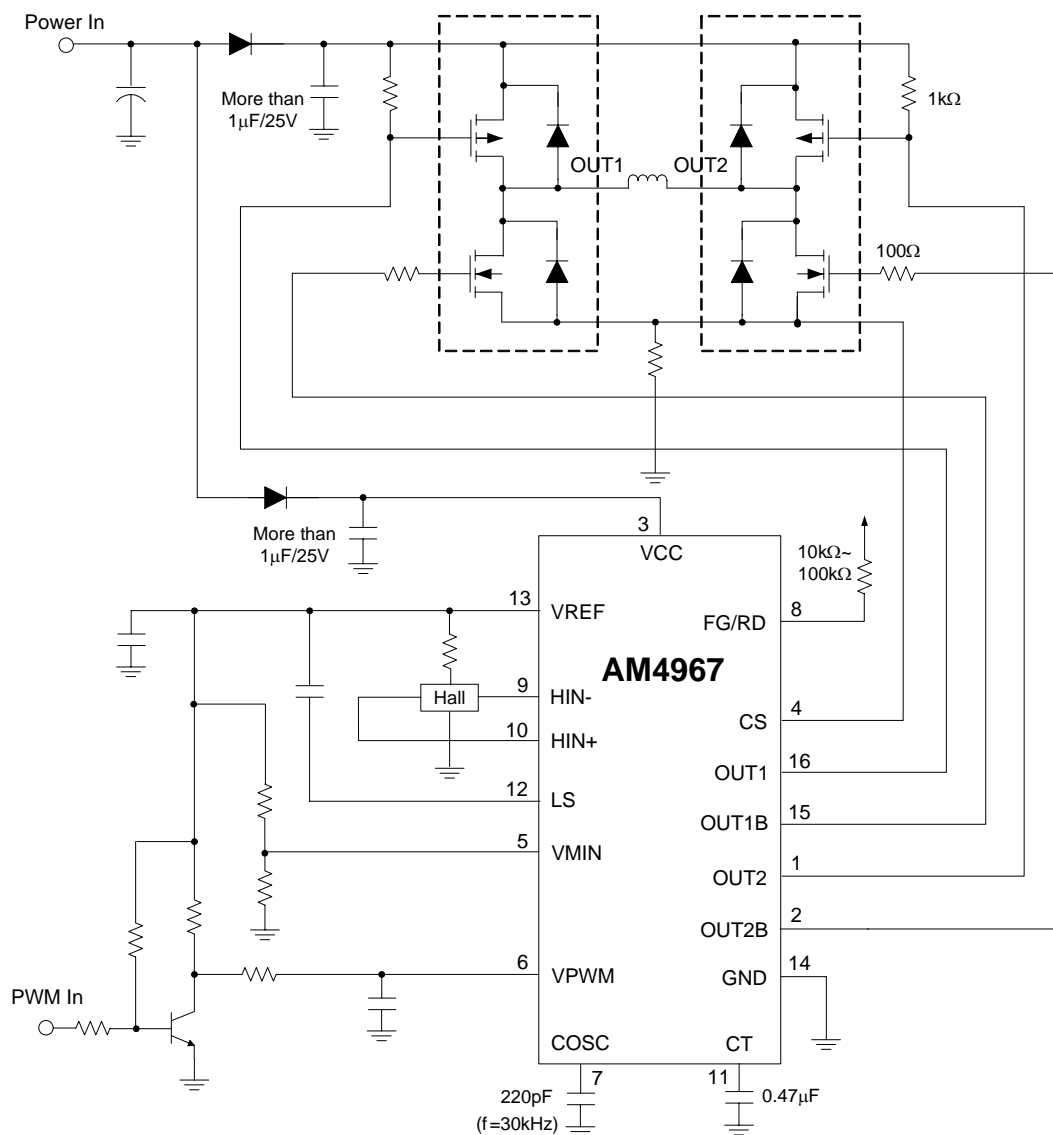 Power In
More than
1μF/25V
1kΩ
OUT1
OUT2
100Ω
More than
1μF/25V
3
VCC
10kΩ~
100kΩ
13
VREF
8
FG/RD
AM4967
9
HIN-
Hall
4
CS
10
HIN+
16
OUT1
12
LS
15
OUT1B
5
VMIN
1
OUT2
2
OUT2B
6
VPWM
14
GND
PWM In
COSC
CT
7
11
220pF
(f=30kHz)
0.47μF